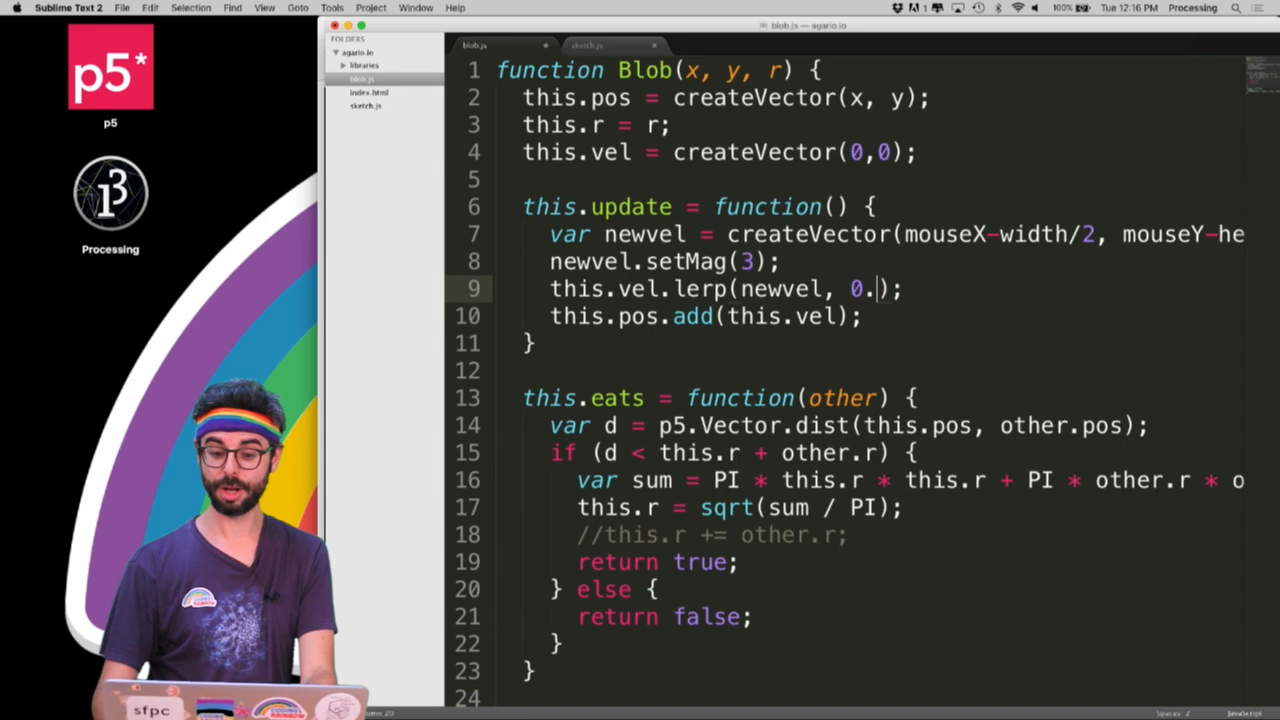 Sublime Text 2 File Edit Selection Find View Goto Tools Project Window Help 1 100% Tue 12:16 PM Processing
blob.js — agario.io
p5*
p5
Processing
FOLDERS
agario.io
libraries
blob.js
index.html
sketch.js
blob.js sketch.js
1 function Blob(x, y, r) {
2 this.pos = createVector(x, y);
3 this.r = r;
4 this.vel = createVector(0,0);
5
6 this.update = function() {
7 var newvel = createVector(mouseX-width/2, mouseY-he
8 newvel.setMag(3);
9 this.vel.lerp(newvel, 0.);
10 this.pos.add(this.vel);
11 }
12
13 this.eats = function(other) {
14 var d = p5.Vector.dist(this.pos, other.pos);
15 if (d < this.r + other.r) {
16 var sum = PI * this.r * this.r + PI * other.r * o
17 this.r = sqrt(sum / PI);
18 //this.r += other.r;
19 return true;
20 } else {
21 return false;
22 }
23 }
24
sfpc
Spaces: 2 JavaScript